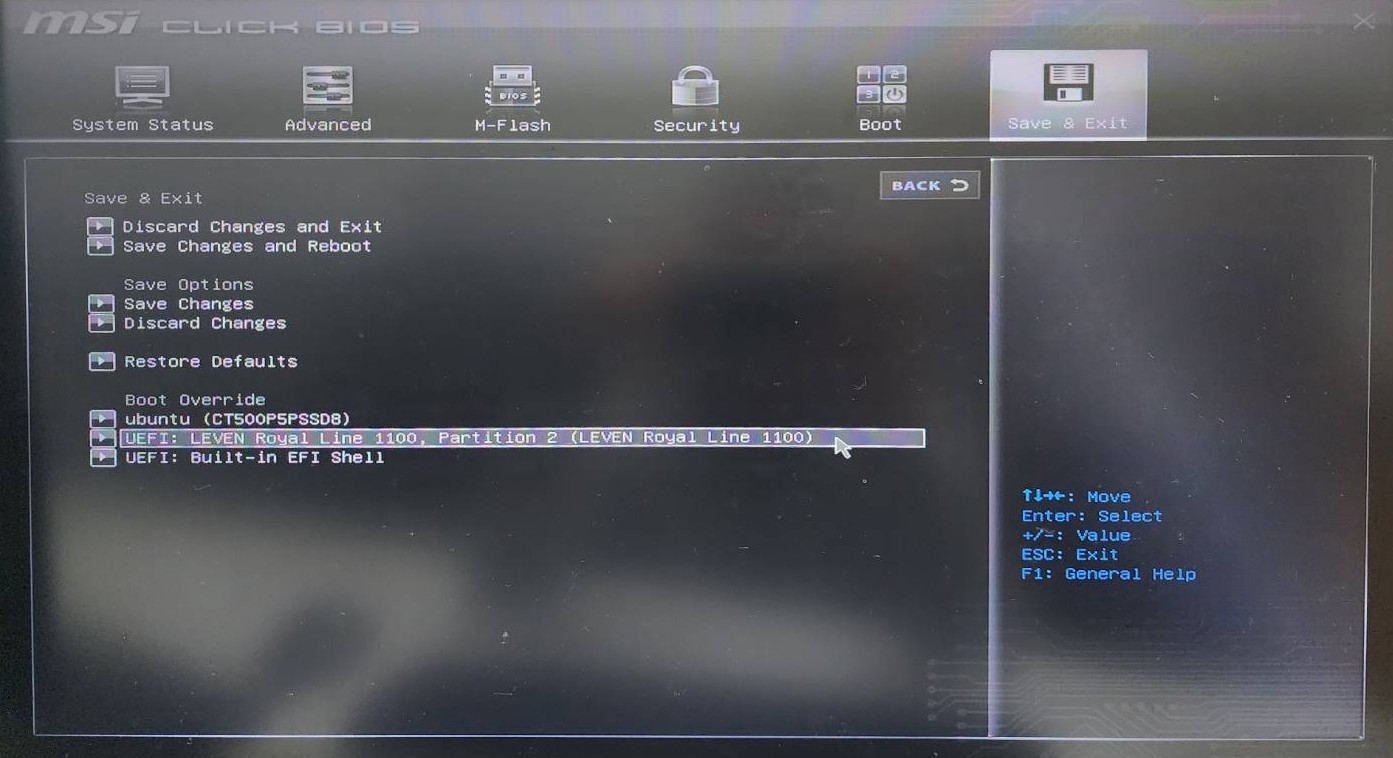 msi CLICK BIOS
System Status
Advanced
BIOS
M-Flash
Security
1 2
3
Boot
Save & Exit
BACK
Save & Exit
Discard Changes and Exit
Save Changes and Reboot
Save Options
Save Changes
Discard Changes
Restore Defaults
Boot Override
ubuntu (CT500P5PSSD8)
UEFI: LEVEN Royal Line 1100, Partition 2 (LEVEN Royal Line 1100)
UEFI: Built-in EFI Shell
↑↓→←: Move
Enter: Select
+/-: Value
ESC: Exit
F1: General Help